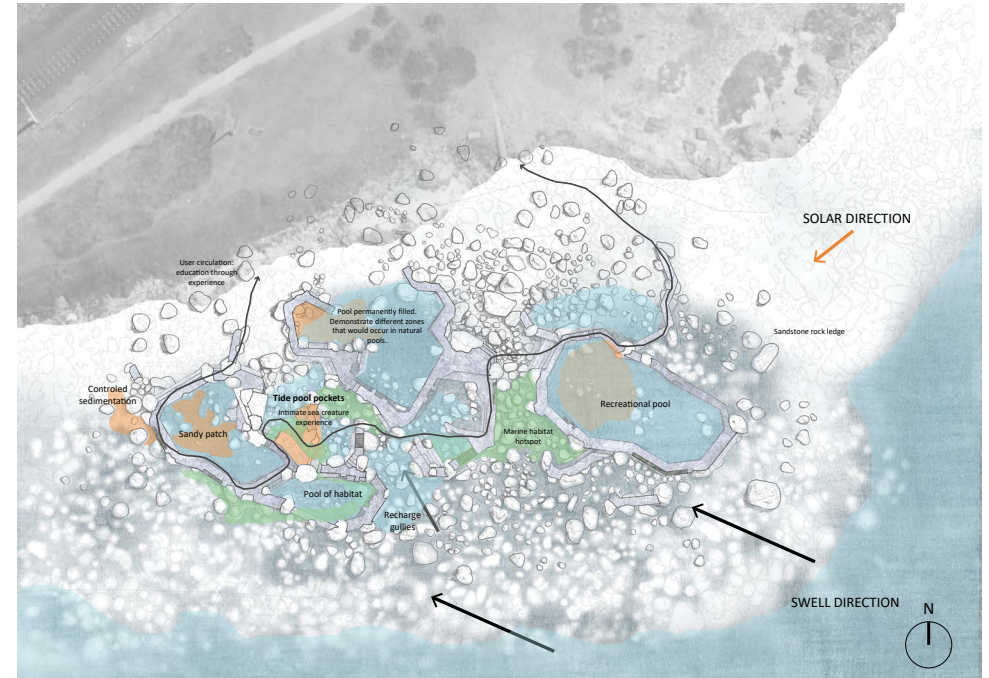 SOLAR DIRECTION
User circulation:
education through
experience
Pool permanently filled.
Demonstrate different zones
that would occur in natural
pools.
Sandstone rock ledge
Controled
sedimentation
Tide pool pockets
Intimate sea creature
experience
Recreational pool
Sandy patch
Marine habitat
hotspot
Pool of habitat
Recharge
gullies
SWELL DIRECTION
N